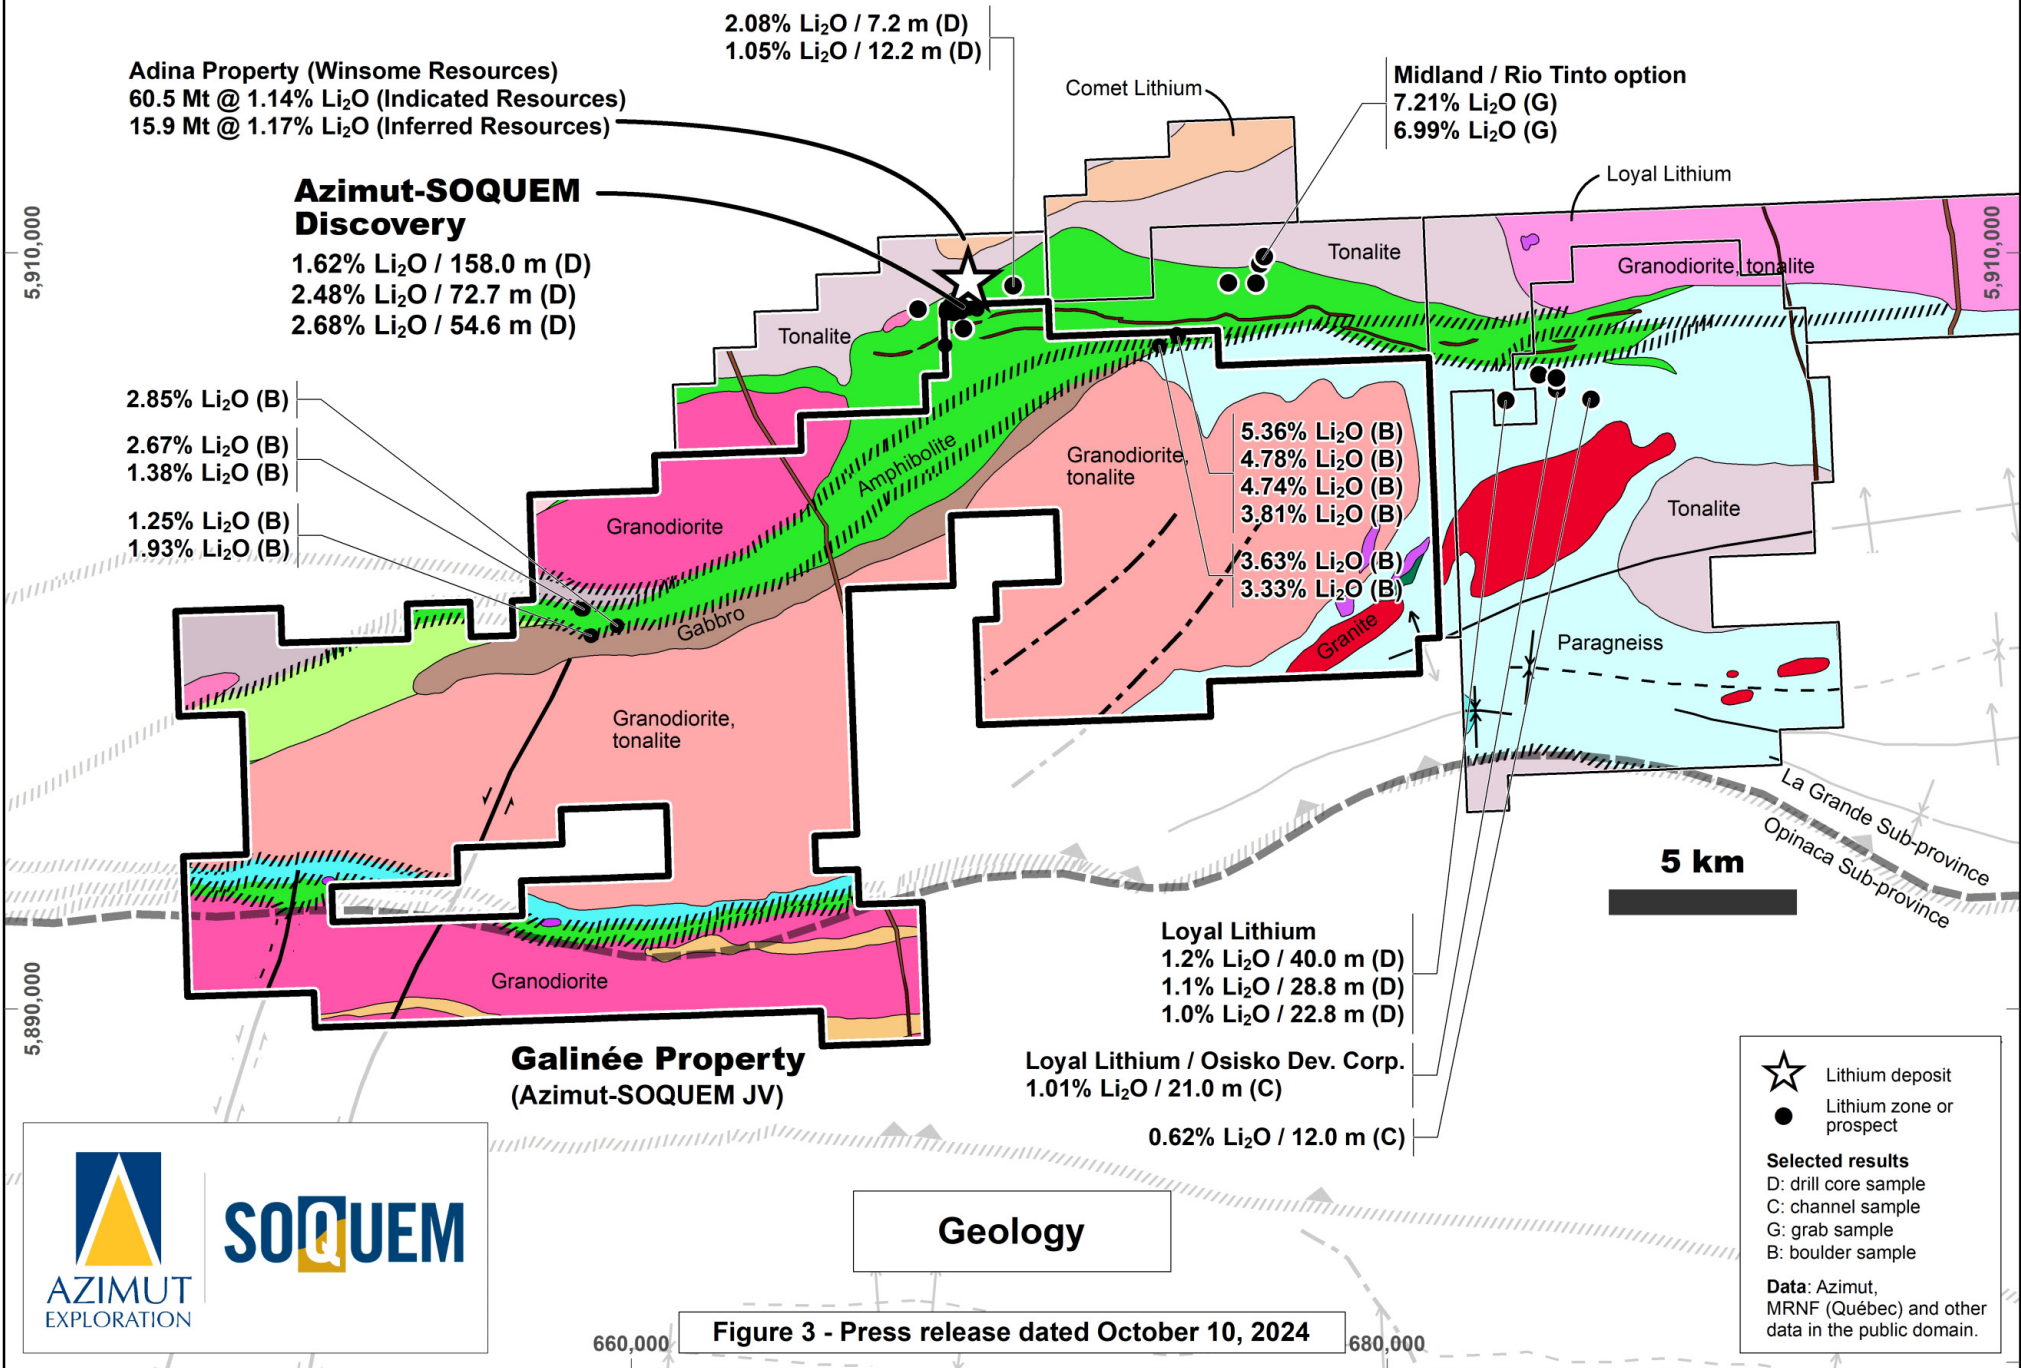 2.08% Li₂O / 7.2 m (D)
1.05% Li₂O / 12.2 m (D)
Adina Property (Winsome Resources)
60.5 Mt @ 1.14% Li₂O (Indicated Resources)
15.9 Mt @ 1.17% Li₂O (Inferred Resources)
Comet Lithium
Midland / Rio Tinto option
7.21% Li₂O (G)
6.99% Li₂O (G)
Loyal Lithium
Azimut-SOQUEM
Discovery
1.62% Li₂O / 158.0 m (D)
2.48% Li₂O / 72.7 m (D)
2.68% Li₂O / 54.6 m (D)
5,910,000
5,910,000
Tonalite
Granodiorite, tonalite
Tonalite
2.85% Li₂O (B)
2.67% Li₂O (B)
1.38% Li₂O (B)
1.25% Li₂O (B)
1.93% Li₂O (B)
Amphibolite
Granodiorite,
tonalite
5.36% Li₂O (B)
4.78% Li₂O (B)
4.74% Li₂O (B)
3.81% Li₂O (B)
3.63% Li₂O (B)
3.33% Li₂O (B)
Granodiorite
Tonalite
Gabbro
Granite
Paragneiss
Granodiorite,
tonalite
La Grande Sub-province
Opinaca Sub-province
5 km
Granodiorite
5,890,000
Loyal Lithium
1.2% Li₂O / 40.0 m (D)
1.1% Li₂O / 28.8 m (D)
1.0% Li₂O / 22.8 m (D)
Loyal Lithium / Osisko Dev. Corp.
1.01% Li₂O / 21.0 m (C)
0.62% Li₂O / 12.0 m (C)
Galinée Property
(Azimut-SOQUEM JV)
Lithium deposit
Lithium zone or
prospect
Selected results
D: drill core sample
C: channel sample
G: grab sample
B: boulder sample
Data: Azimut,
MRNF (Québec) and other
data in the public domain.
AZIMUT
EXPLORATION
SOQUEM
Geology
Figure 3 - Press release dated October 10, 2024
660,000
680,000